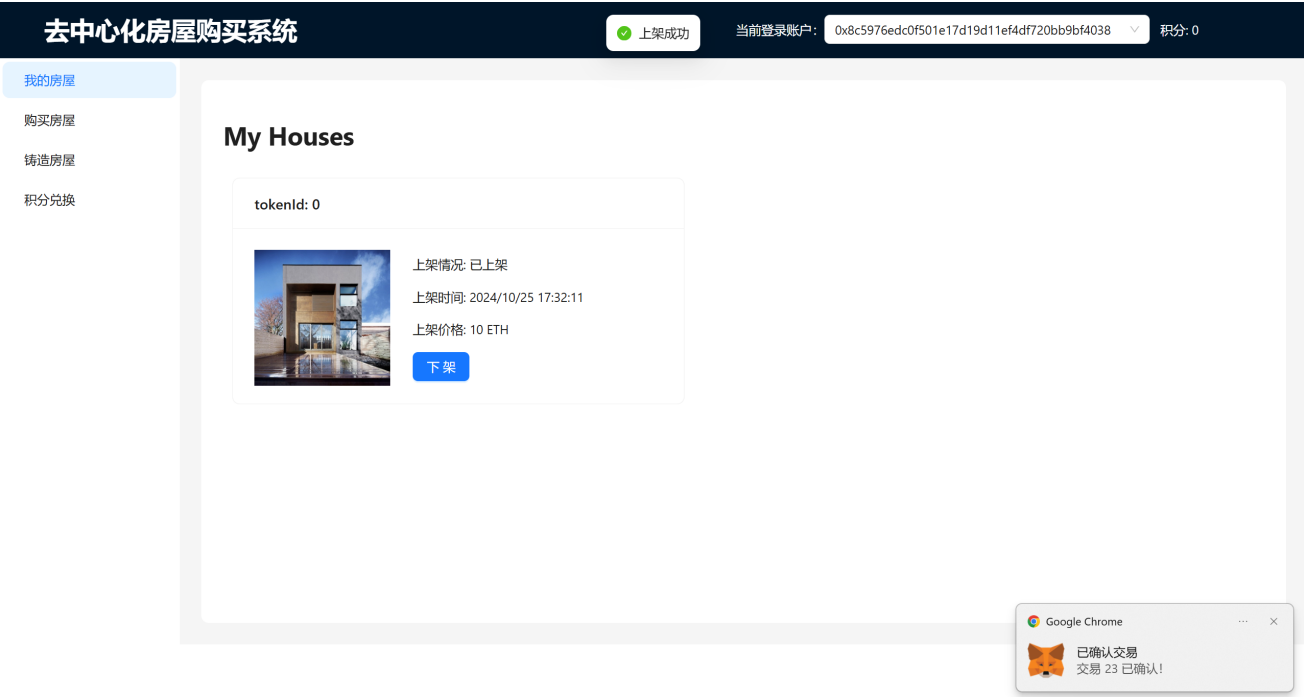 去中心化房屋购买系统
上架成功
当前登录账户: 0x8c5976edc0f501e17d19d11ef4df720bb9bf4038 积分: 0
我的房屋
购买房屋
铸造房屋
积分兑换
My Houses
tokenId: 0
上架情况: 已上架
上架时间: 2024/10/25 17:32:11
上架价格: 10 ETH
下 架
Google Chrome
已确认交易
交易 23 已确认!